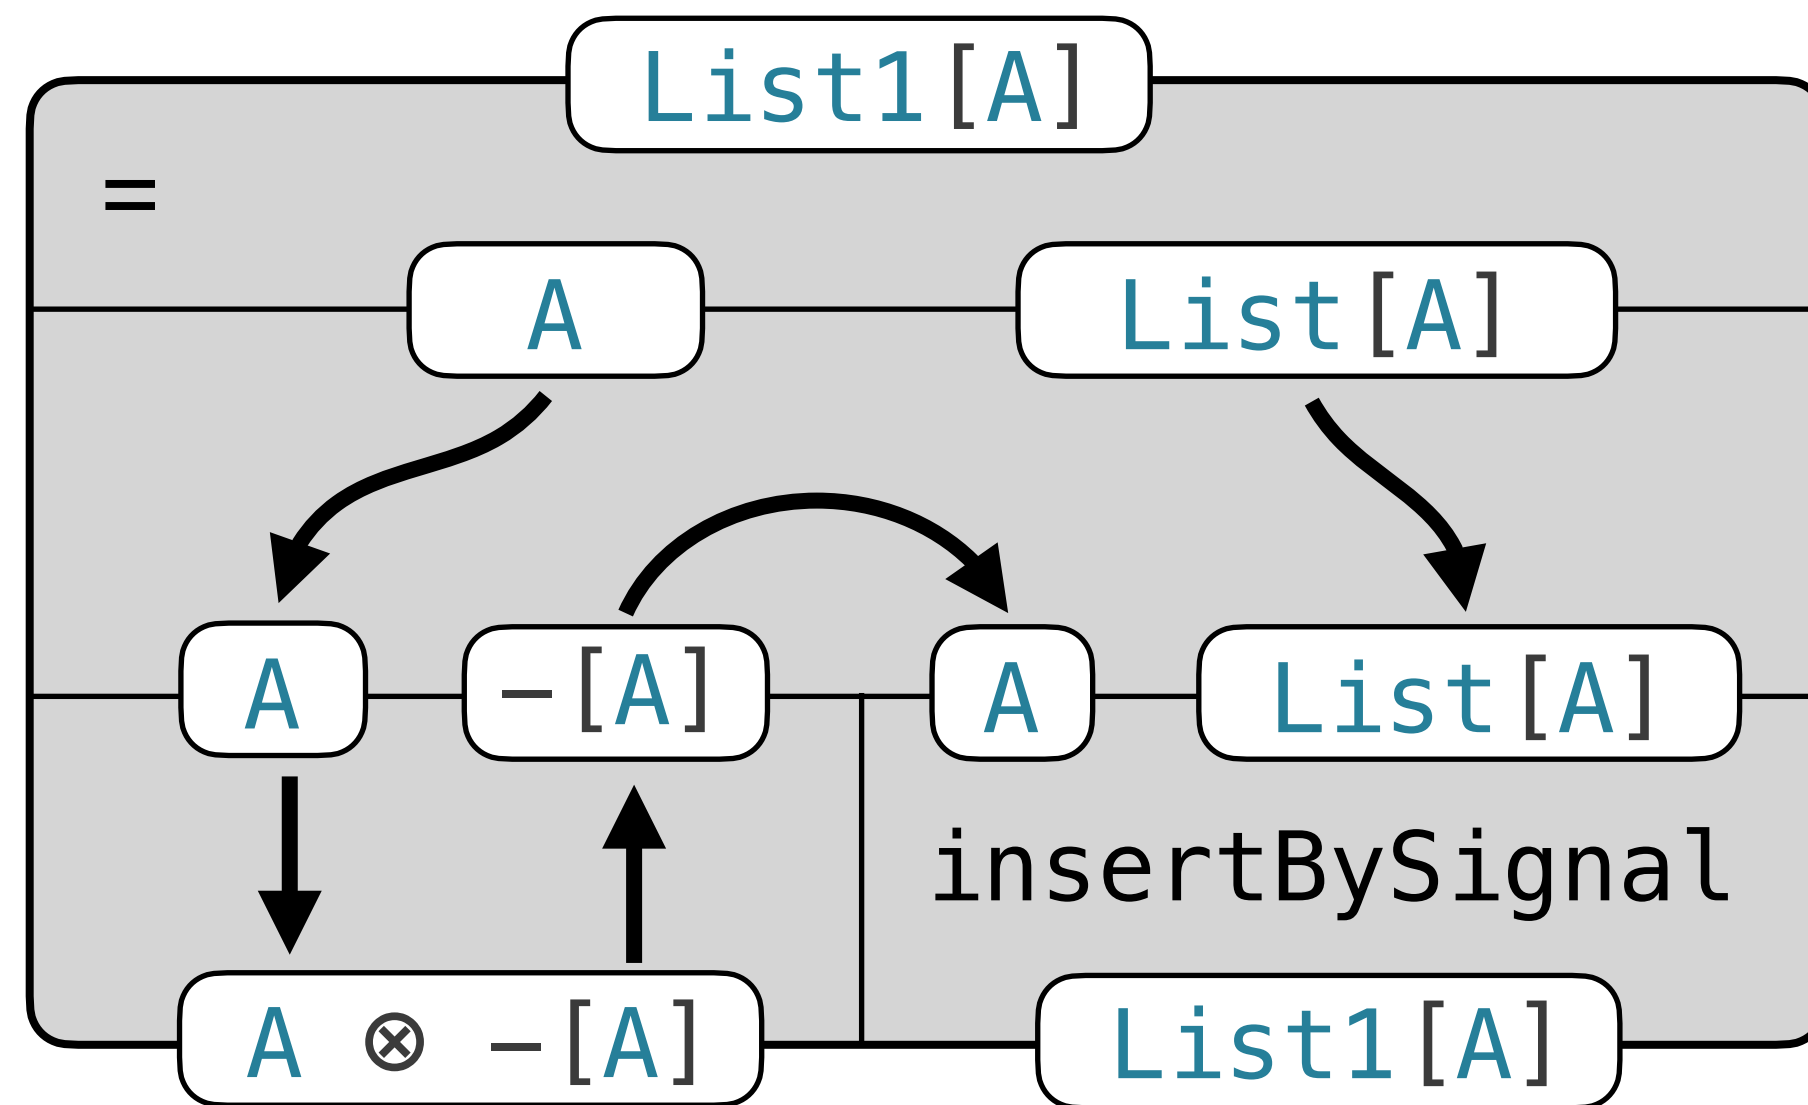 List1[A]
=
A List[A]
A −[A] A List[A]
insertBySignal
A ⊗ −[A] List1[A]